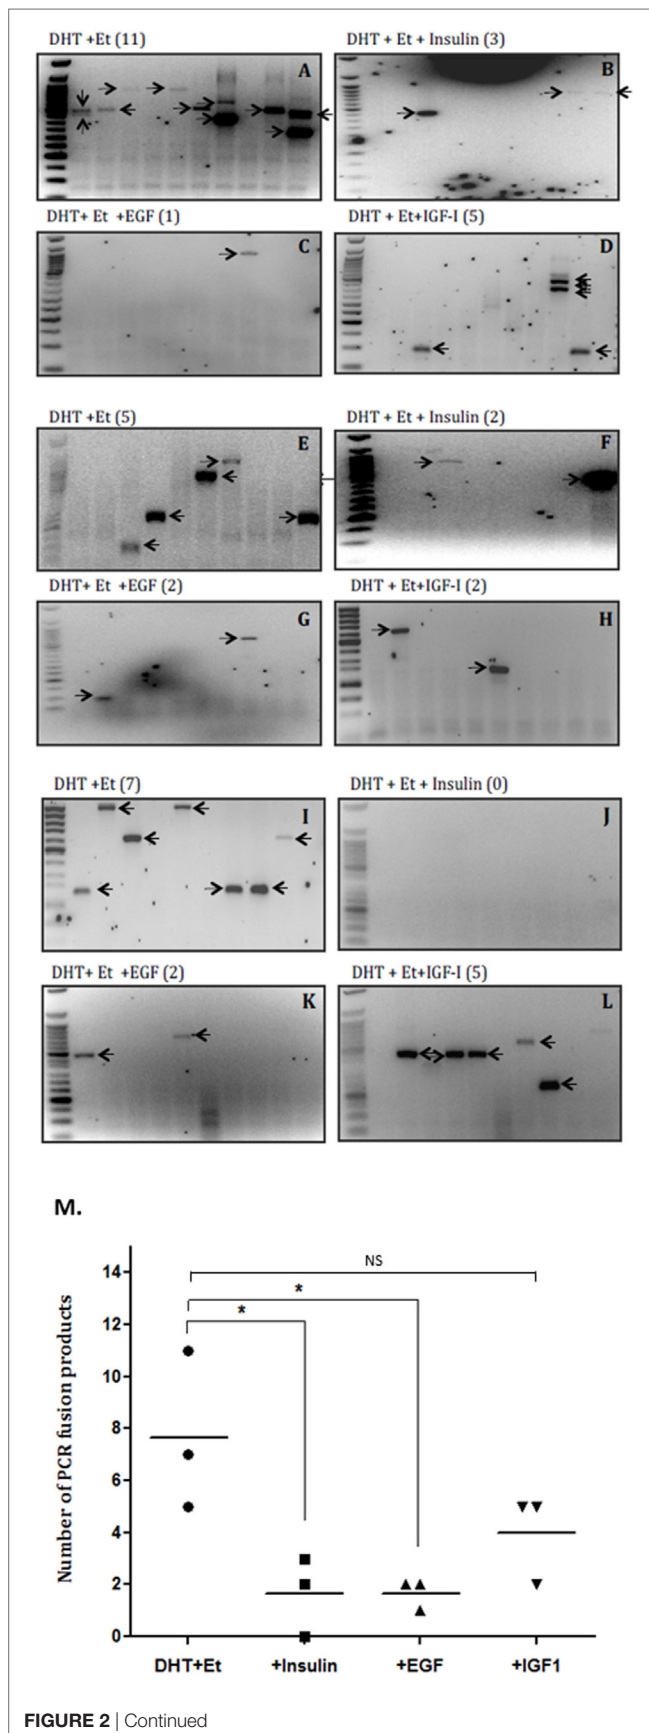 DHT +Et (11)
DHT + Et + Insulin (3)
A
B
DHT+ Et +EGF (1)
DHT + Et+IGF-I (5)
C
D
DHT +Et (5)
DHT + Et + Insulin (2)
E
F
DHT+ Et +EGF (2)
DHT + Et+IGF-I (2)
G
H
DHT +Et (7)
DHT + Et + Insulin (0)
I
J
DHT+ Et +EGF (2)
DHT + Et+IGF-I (5)
K
L
M.
Number of PCR fusion products
14
12
10
8
6
4
2
0
NS
*
*
DHT+Et
+Insulin
+EGF
+IGF1
FIGURE 2 | Continued